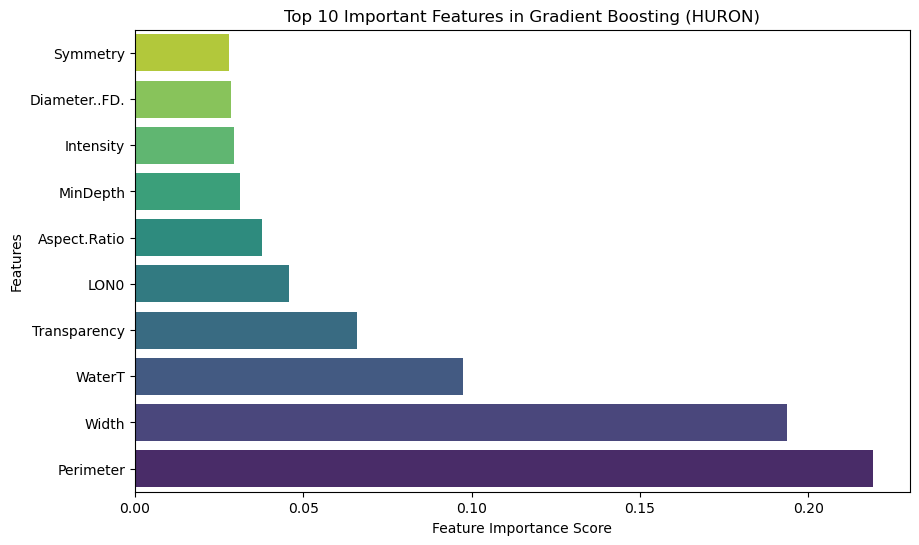 Top 10 Important Features in Gradient Boosting (HURON)
Features
Symmetry
Diameter..FD.
Intensity
MinDepth
Aspect.Ratio
LON0
Transparency
WaterT
Width
Perimeter
0.00 0.05 0.10 0.15 0.20
Feature Importance Score